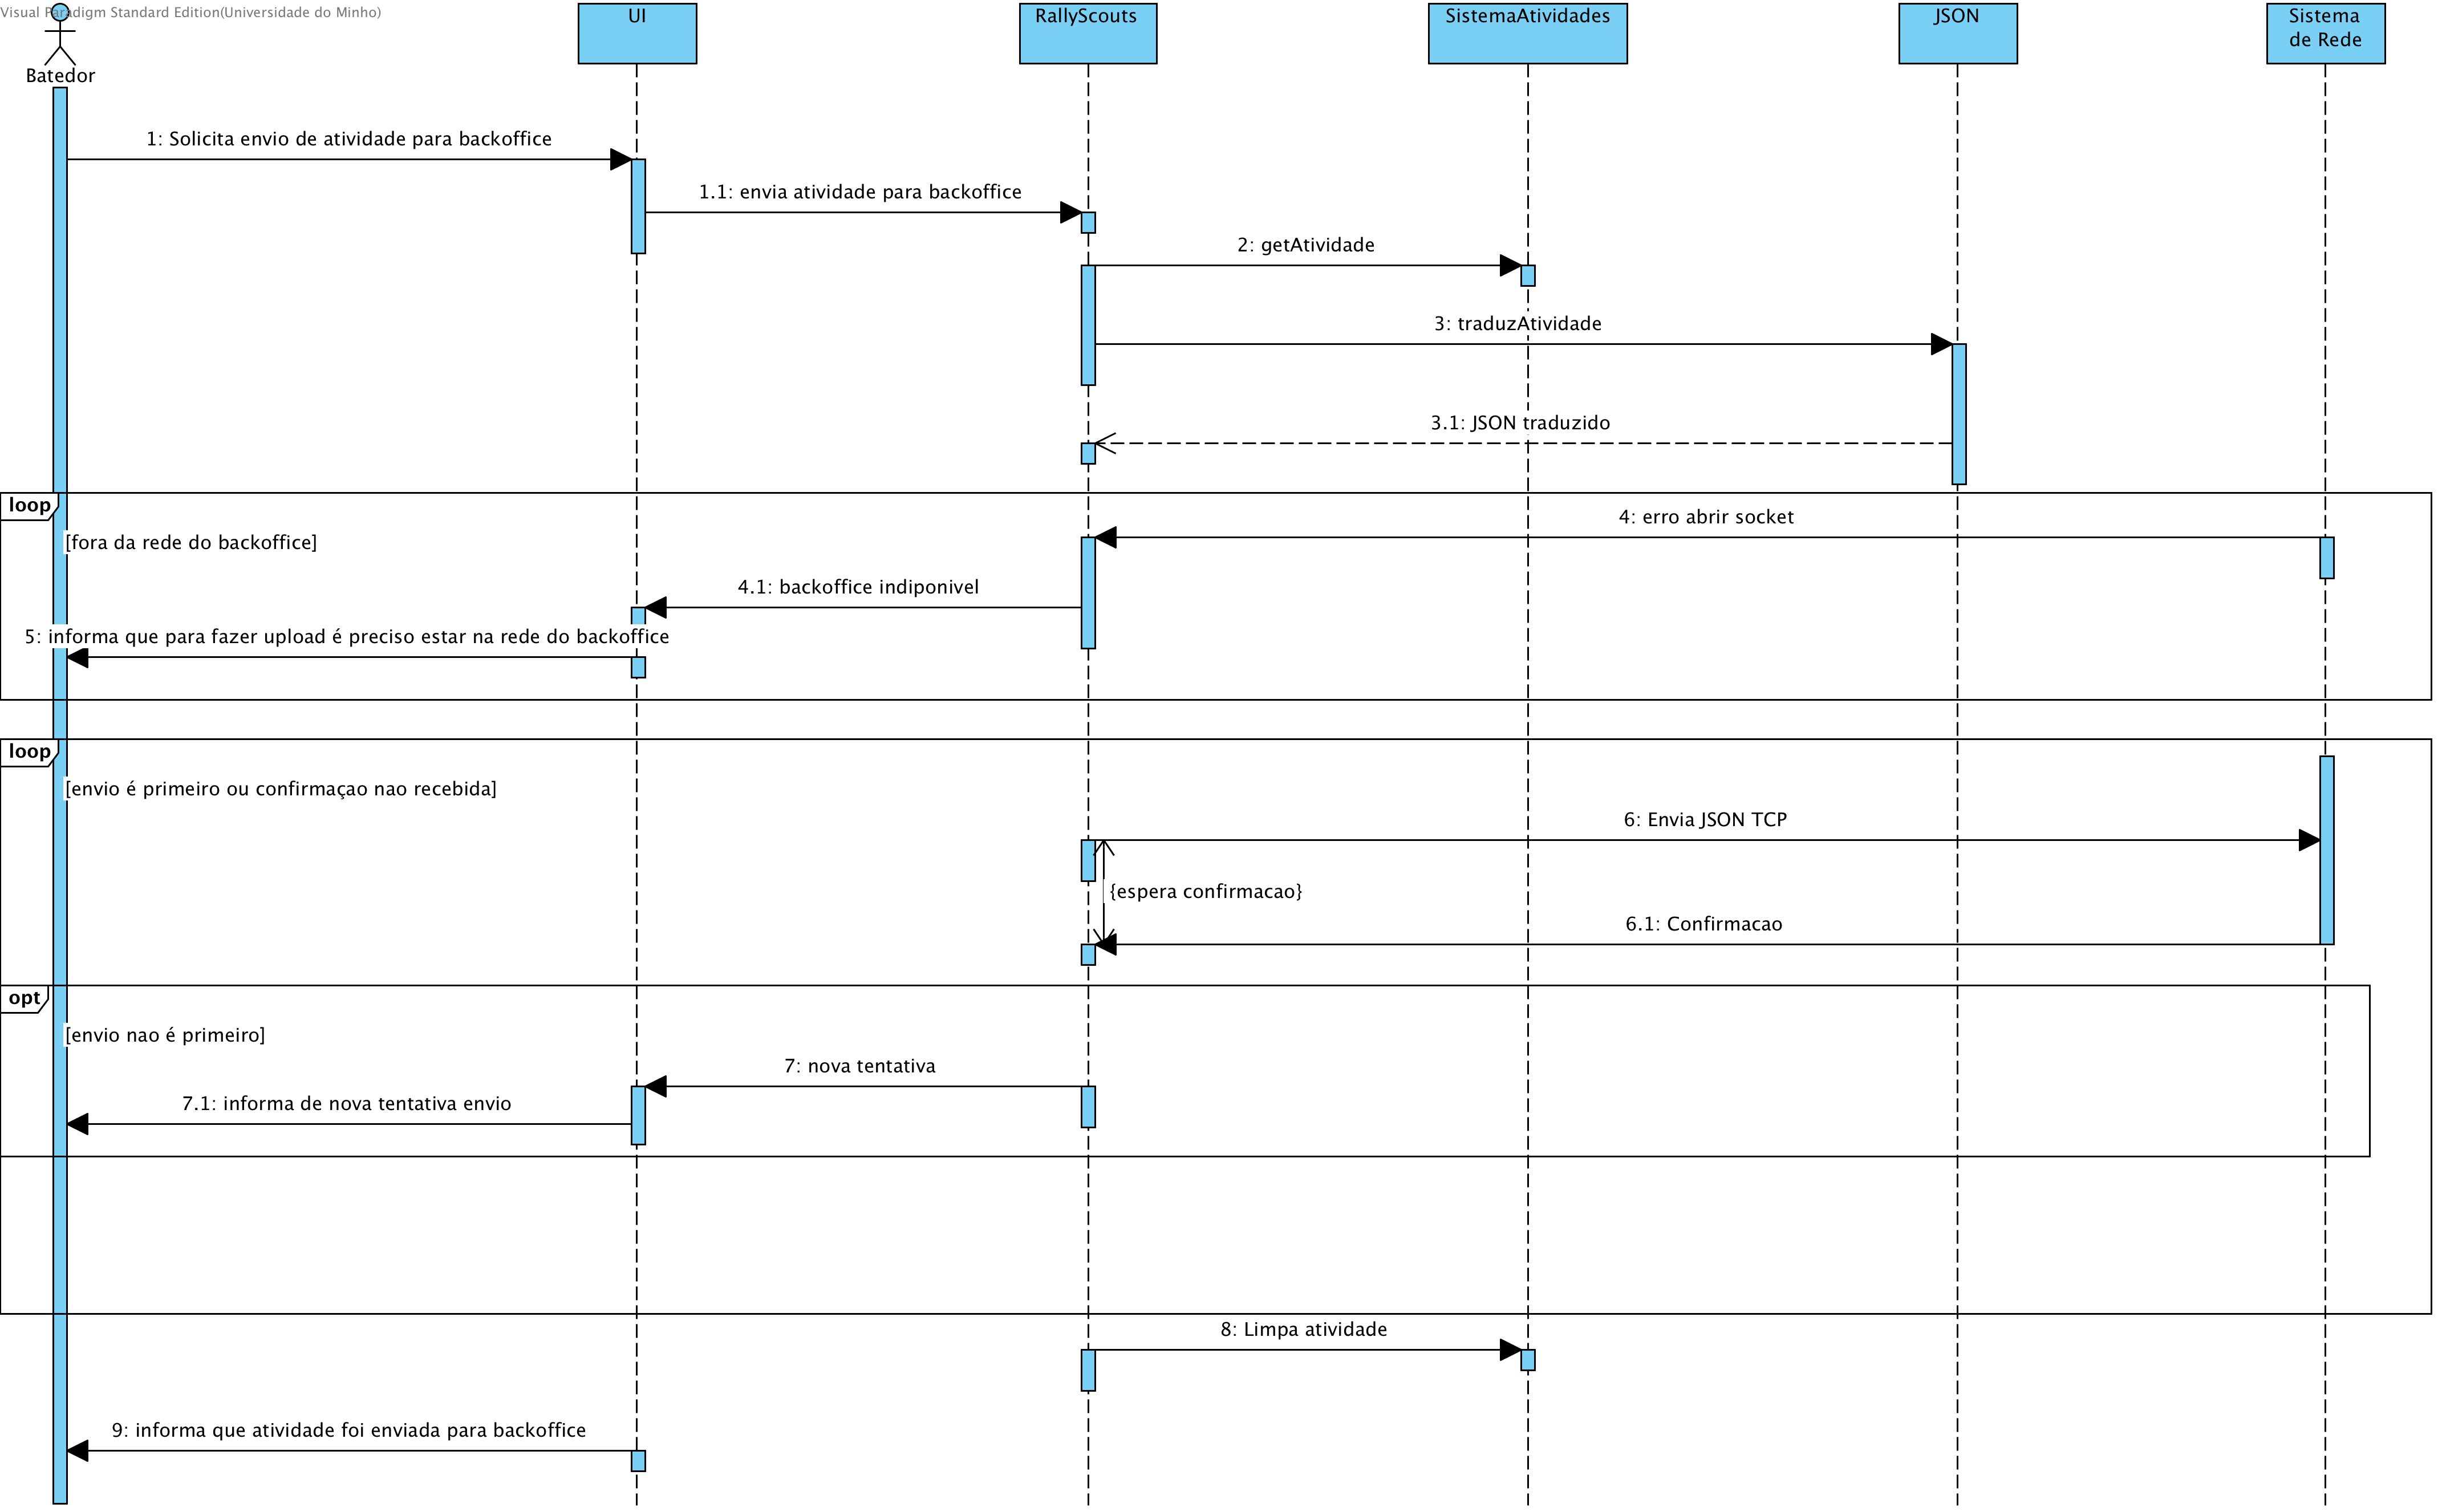 Visual Paradigm Standard Edition(Universidade do Minho)
Batedor
UI
RallyScouts
SistemaAtividades
JSON
Sistema
de Rede
1: Solicita envio de atividade para backoffice
1.1: envia atividade para backoffice
2: getAtividade
3: traduzAtividade
3.1: JSON traduzido
loop
[fora da rede do backoffice]
4: erro abrir socket
4.1: backoffice indiponivel
5: informa que para fazer upload é preciso estar na rede do backoffice
loop
[envio é primeiro ou confirmaçao nao recebida]
6: Envia JSON TCP
{espera confirmacao}
6.1: Confirmacao
opt
[envio nao é primeiro]
7: nova tentativa
7.1: informa de nova tentativa envio
8: Limpa atividade
9: informa que atividade foi enviada para backoffice